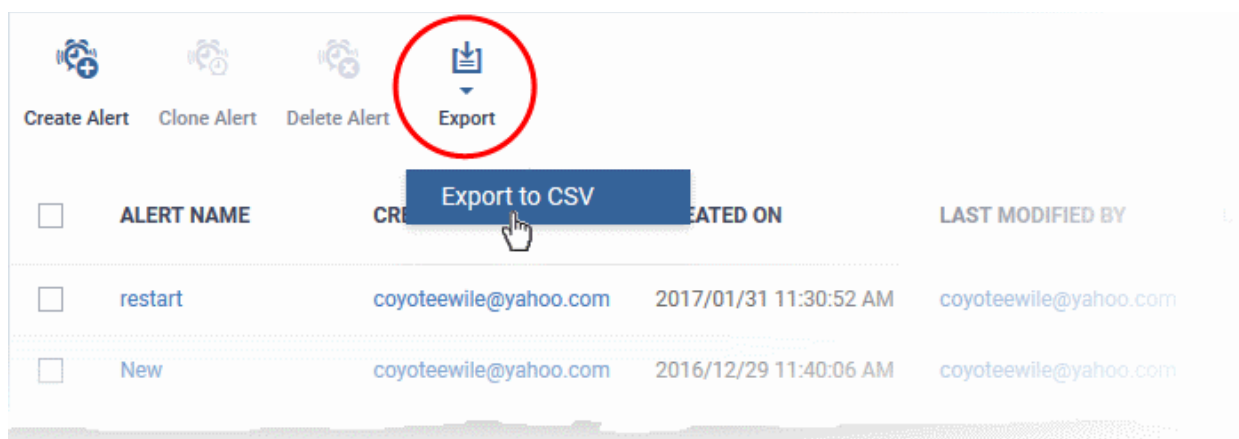 Create Alert Clone Alert Delete Alert Export
Export to CSV
ALERT NAME CRE EATED ON LAST MODIFIED BY
restart coyoteewile@yahoo.com 2017/01/31 11:30:52 AM coyoteewile@yahoo.com
New coyoteewile@yahoo.com 2016/12/29 11:40:06 AM coyoteewile@yahoo.com